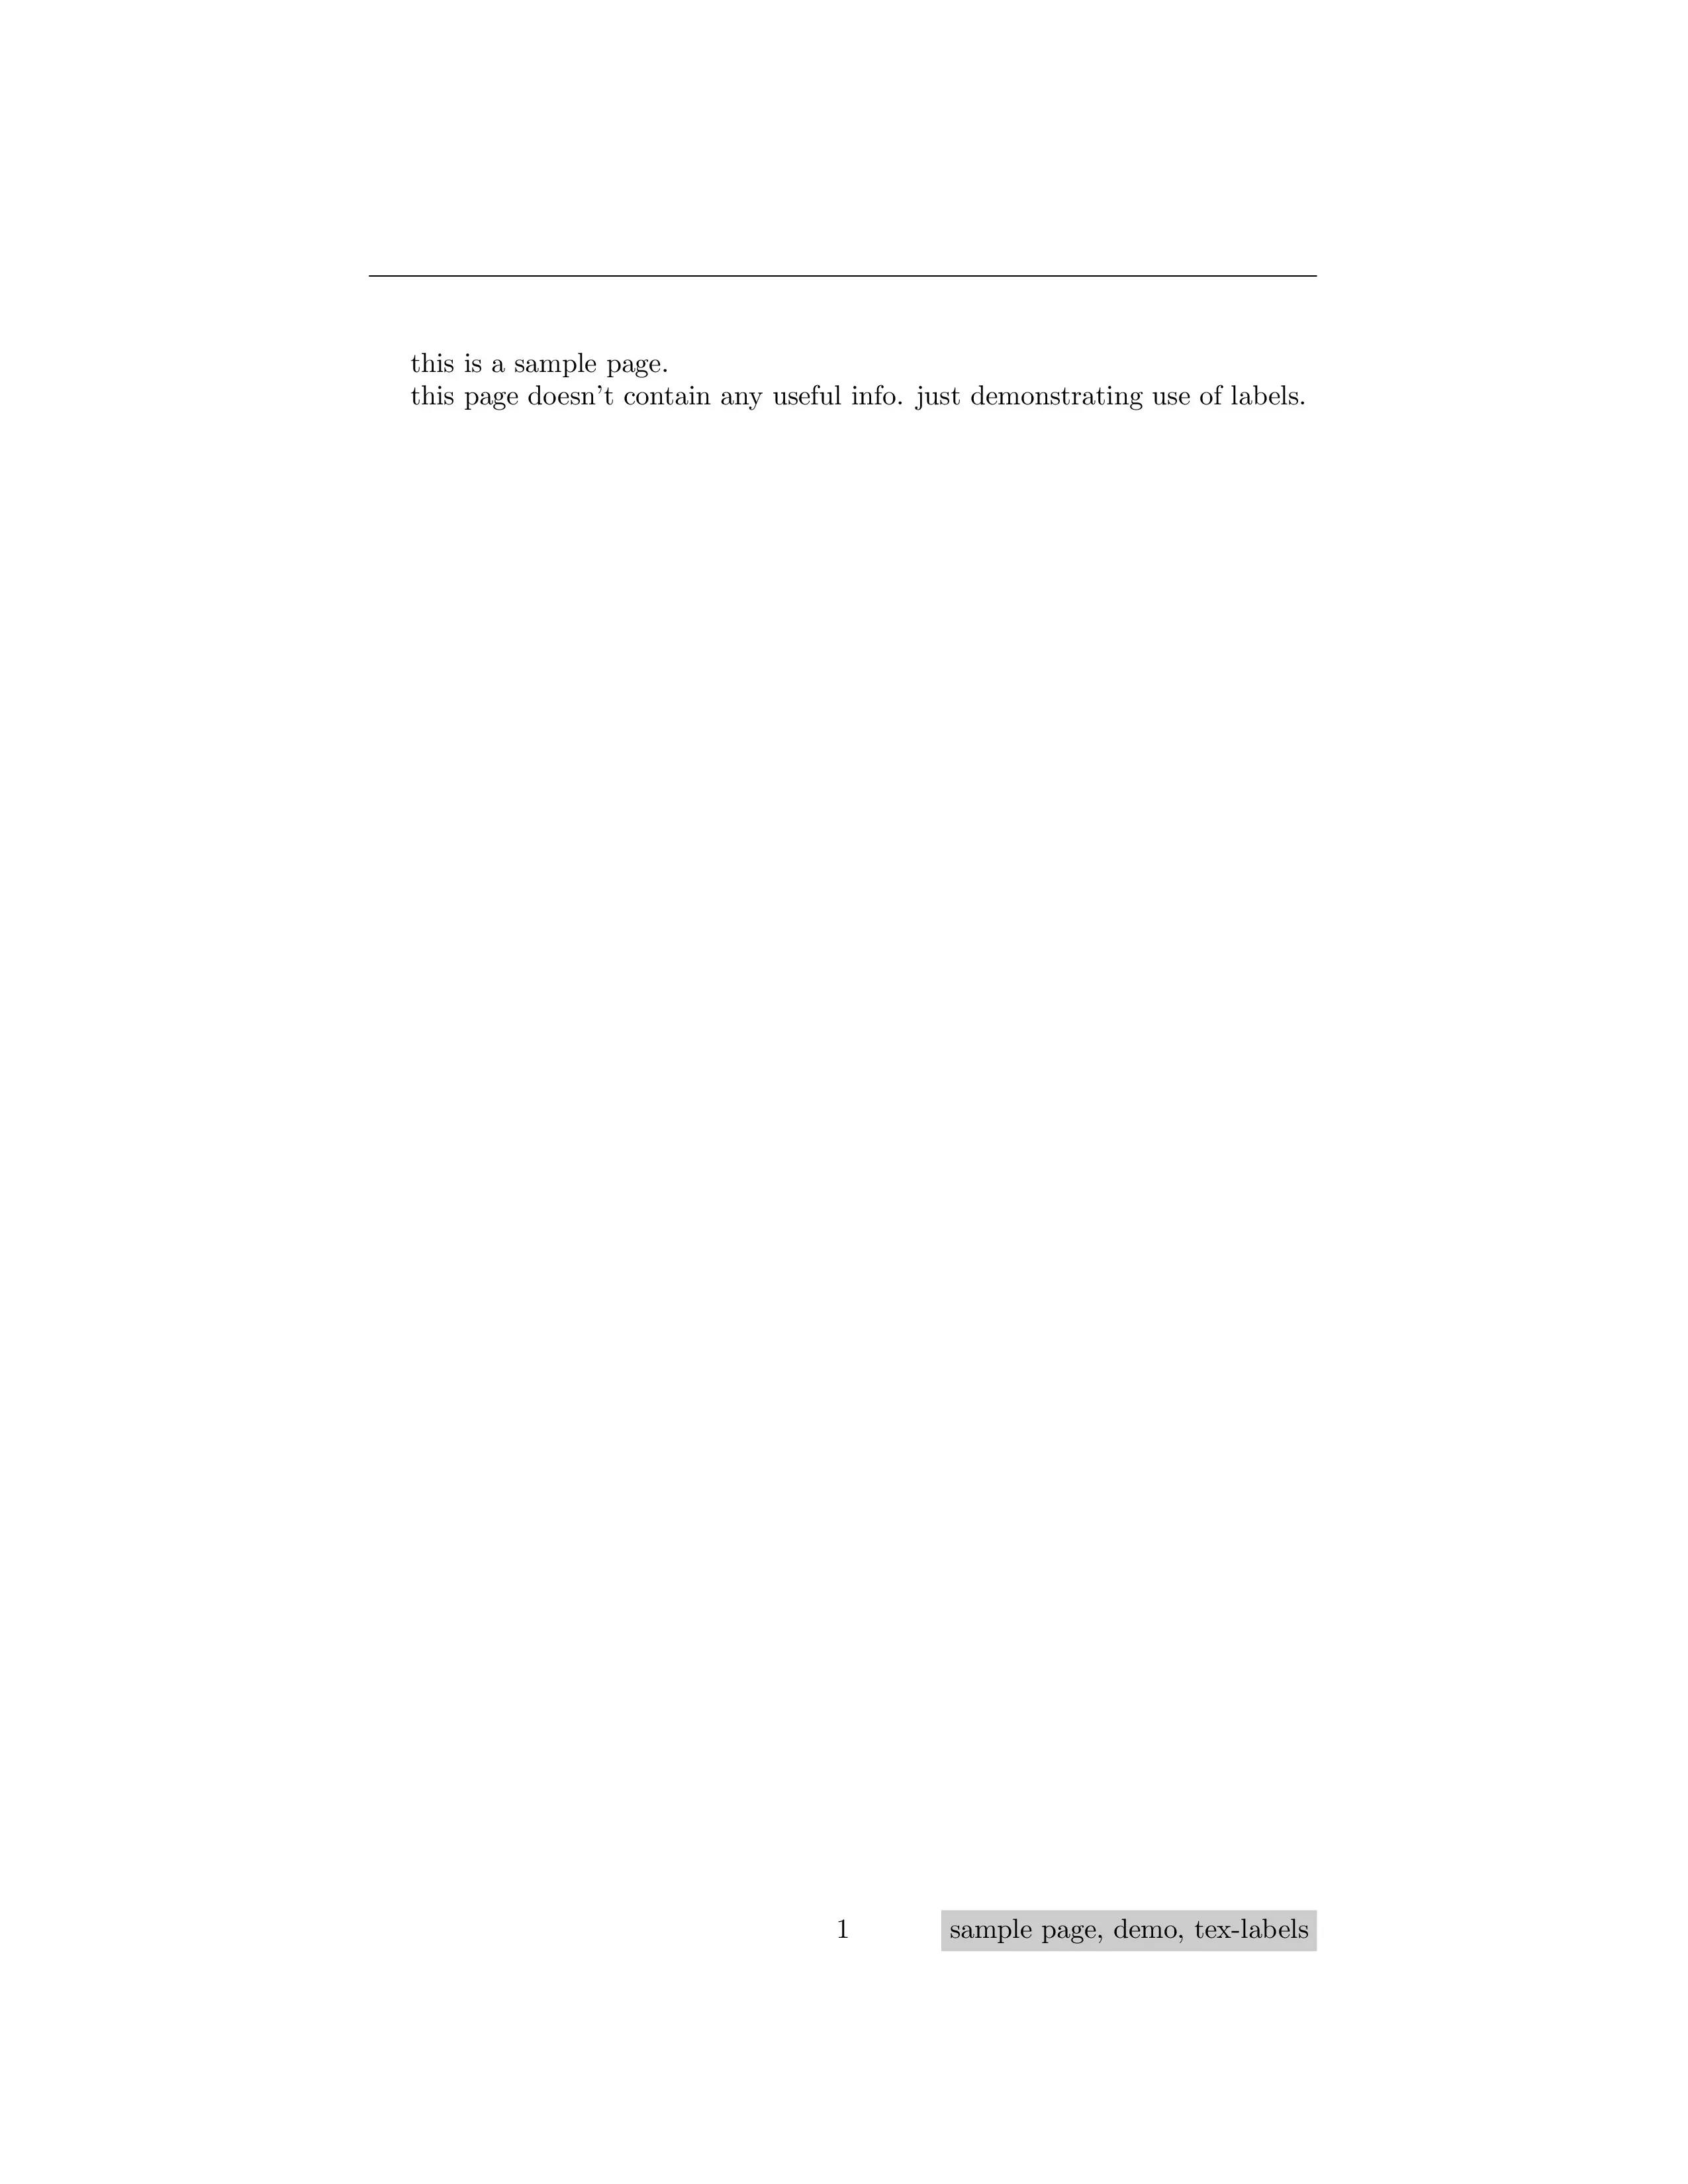 this is a sample page.
this page doesn't contain any useful info. just demonstrating use of labels.
1 sample page, demo, tex-labels